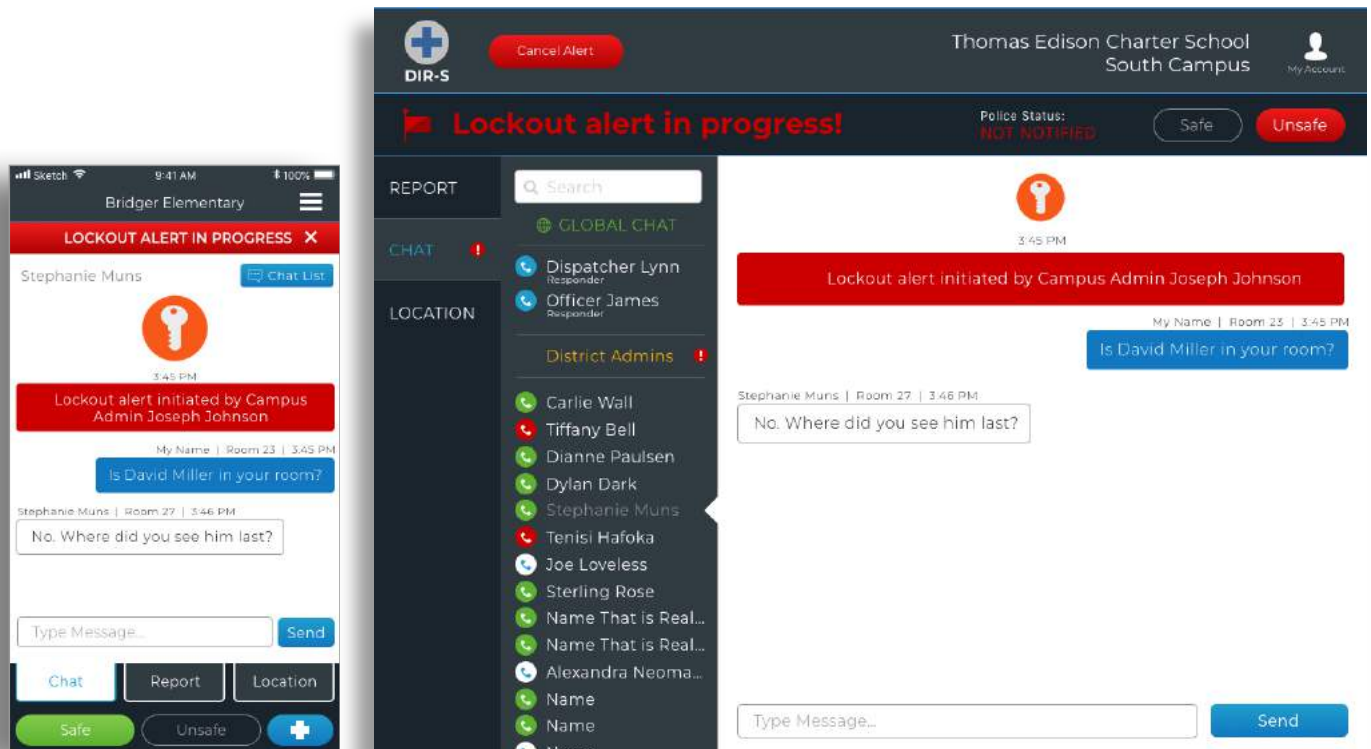 Sketch 9:41 AM 100%
Bridger Elementary
LOCKOUT ALERT IN PROGRESS X
Stephanie Muns Chat List
3:45 PM
Lockout alert initiated by Campus
Admin Joseph Johnson
My Name | Room 23 | 3:45 PM
Is David Miller in your room?
Stephanie Muns | Room 27 | 3:46 PM
No. Where did you see him last?
Type Message... Send
Chat Report Location
Safe Unsafe
DIR-S
Cancel Alert
Thomas Edison Charter School
South Campus
My Account
Lockout alert in progress!
Police Status:
NOT NOTIFIED
Safe Unsafe
REPORT
CHAT !
LOCATION
Search
GLOBAL CHAT
Dispatcher Lynn
Responder
Officer James
Responder
District Admins !
Carlie Wall
Tiffany Bell
Dianne Paulsen
Dylan Dark
Stephanie Muns
Tenisi Hafoka
Joe Loveless
Sterling Rose
Name That is Real...
Name That is Real...
Alexandra Neoma...
Name
Name
3:45 PM
Lockout alert initiated by Campus Admin Joseph Johnson
My Name | Room 23 | 3:45 PM
Is David Miller in your room?
Stephanie Muns | Room 27 | 3:46 PM
No. Where did you see him last?
Type Message... Send